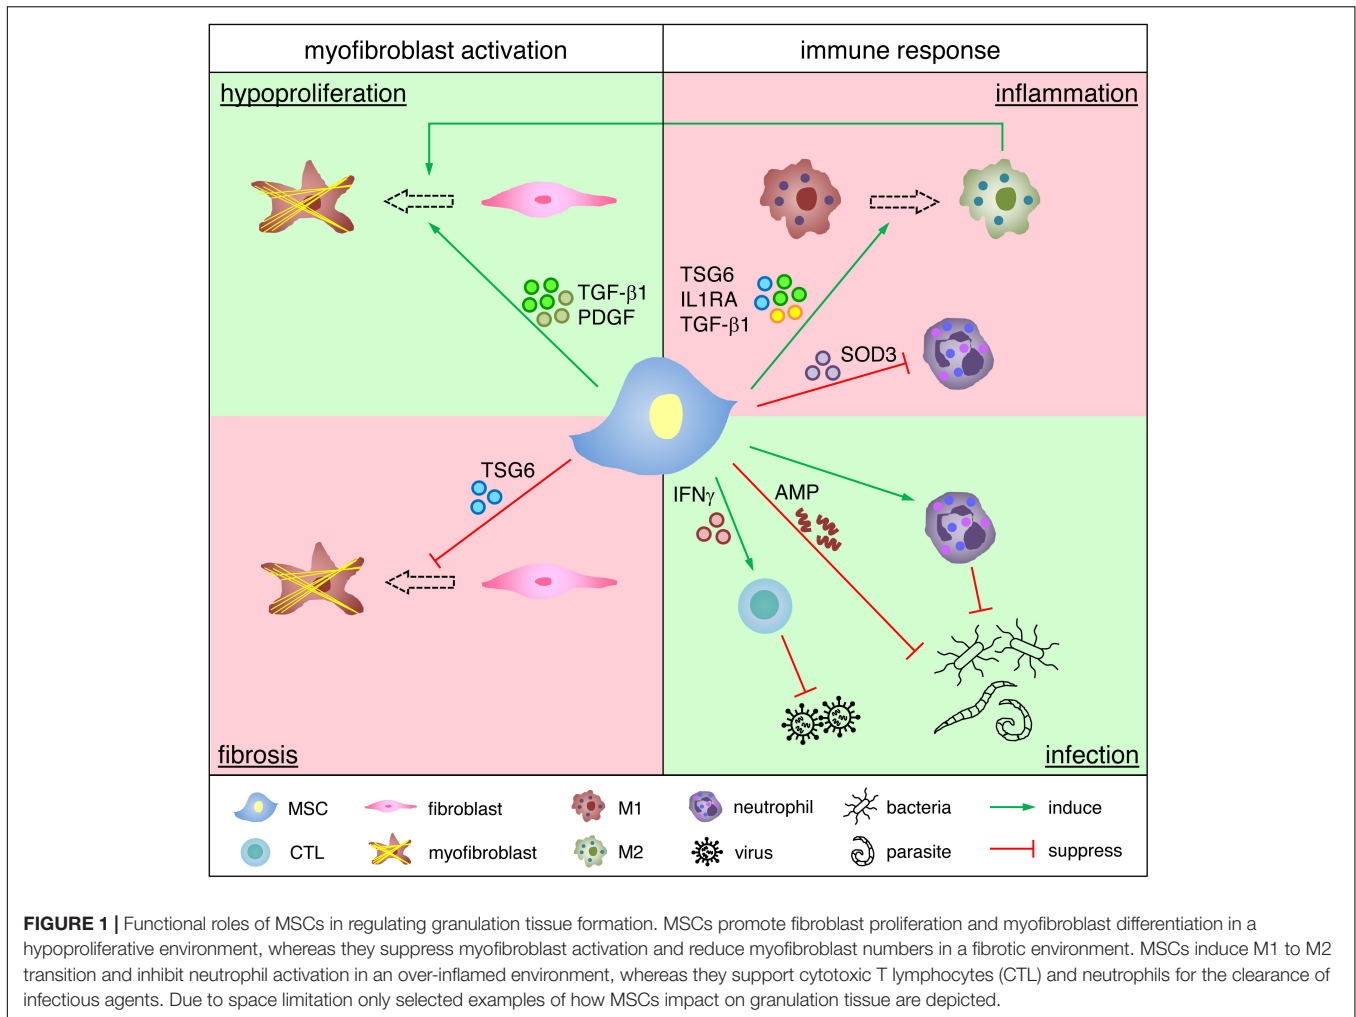 myofibroblast activation
immune response
hypoproliferation
inflammation
TGF-β1
PDGF
TSG6
IL1RA
TGF-β1
SOD3
TSG6
IFNγ
AMP
fibrosis
infection
MSC
fibroblast
M1
neutrophil
bacteria
induce
CTL
myofibroblast
M2
virus
parasite
suppress
FIGURE 1 | Functional roles of MSCs in regulating granulation tissue formation. MSCs promote fibroblast proliferation and myofibroblast differentiation in a
hypoproliferative environment, whereas they suppress myofibroblast activation and reduce myofibroblast numbers in a fibrotic environment. MSCs induce M1 to M2
transition and inhibit neutrophil activation in an over-inflamed environment, whereas they support cytotoxic T lymphocytes (CTL) and neutrophils for the clearance of
infectious agents. Due to space limitation only selected examples of how MSCs impact on granulation tissue are depicted.